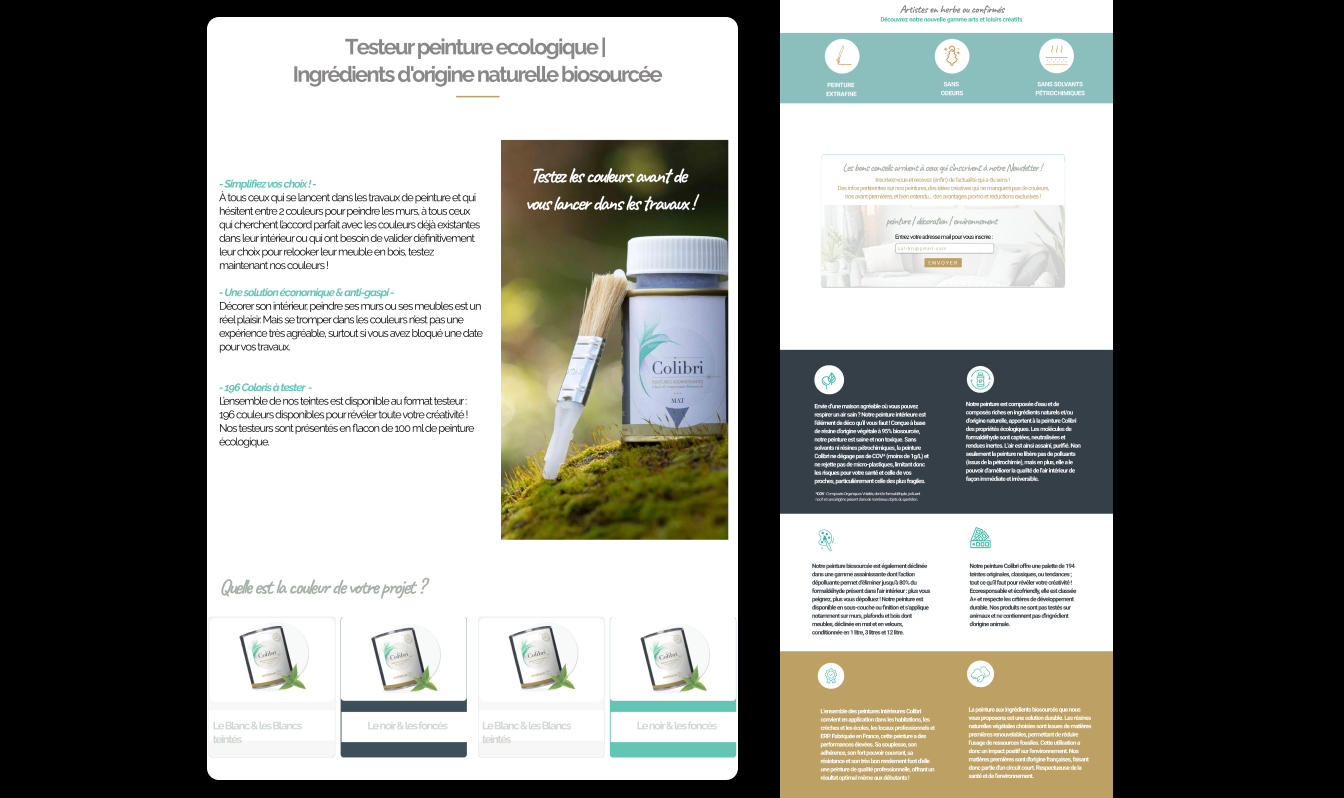 Testeur peinture ecologique |
Ingrédients d'origine naturelle biosourcée
- Simplifiez vos choix ! -
À tous ceux qui se lancent dans les travaux de peinture et qui
hésitent entre 2 couleurs pour peindre les murs, à tous ceux
qui cherchent l'accord parfait avec les couleurs déjà existantes
dans leur intérieur ou qui ont besoin de valider définitivement
leur choix pour relooker leur meuble en bois, testez
maintenant nos couleurs !
- Une solution économique & anti-gaspi -
Décorer son intérieur, peindre ses murs ou ses meubles est un
réel plaisir. Mais se tromper dans les couleurs n'est pas une
expérience très agréable, surtout si vous avez bloqué une date
pour vos travaux.
- 196 Coloris à tester -
L'ensemble de nos teintes est disponible au format testeur :
196 couleurs disponibles pour révéler toute votre créativité !
Nos testeurs sont présentés en flacon de 100 ml de peinture
écologique.
Testez les couleurs avant de
vous lancer dans les travaux !
Colibri
MAT
Quelle est la couleur de votre projet ?
Colibri
Colibri
Colibri
Colibri
Le Blanc & les Blancs
teintés
Le noir & les foncés
Le Blanc & les Blancs
teintés
Le noir & les foncés
Artistes en herbe ou confirmés
Découvrez notre nouvelle gamme arts et loisirs créatifs
PEINTURE
EXTRAFINE
SANS
ODEURS
SANS SOLVANTS
PÉTROCHIMIQUES
Les bons conseils arrivent à ceux qui s'inscrivent à notre Newsletter !
Inscrivez-vous et recevez (enfin) de l'actualité qui a du sens !
Des infos pertinentes sur nos peintures, des idées créatives qui ne manquent pas de couleurs,
nos avant-premières, et bien entendu... des avantages promo et réductions exclusives !
peinture / décoration / environnement
Entrez votre adresse mail pour vous inscrire :
ENVOYER
Envie d'une maison agréable où vous pouvez
respirer un air sain ? Notre peinture intérieure est
l'élément de déco qu'il vous faut ! Conçue à base
de résine d'origine végétale à 95% biosourcée,
notre peinture est saine et non toxique. Sans
solvants ni résines pétrochimiques, la peinture
Colibri ne dégage pas de COV* (moins de 1g/L) et
ne rejette pas de micro-plastiques, limitant donc
les risques pour votre santé et celle de vos
proches, particulièrement celle des plus fragiles.
*COV : Composés Organiques Volatils, dont le formaldéhyde, polluant
nocif et cancérigène présent dans de nombreux objets du quotidien.
Notre peinture est composée d'eau et de
composés riches en ingrédients naturels et/ou
d'origine naturelle, apportent à la peinture Colibri
des propriétés écologiques. Les molécules de
formaldéhyde sont captées, neutralisées et
rendues inertes. L'air est ainsi assaini, purifié. Non
seulement la peinture ne libère pas de polluants
(issus de la pétrochimie), mais en plus, elle a le
pouvoir d'améliorer la qualité de l'air intérieur de
façon immédiate et irréversible.
Notre peinture biosourcée est également déclinée
dans une gamme assainissante dont l'action
dépolluante permet d'éliminer jusqu'à 80% du
formaldéhyde présent dans l'air intérieur : plus vous
peignez, plus vous dépolluez ! Notre peinture est
disponible en sous-couche ou finition et s'applique
notamment sur murs, plafonds et bois dont
meubles, déclinée en mat et en velours,
conditionnée en 1 litre, 3 litres et 12 litre.
Notre peinture Colibri offre une palette de 194
teintes originales, classiques, ou tendances ;
tout ce qu'il faut pour révéler votre créativité !
Ecoresponsable et écofriendly, elle est classée
A+ et respecte les critères de développement
durable. Nos produits ne sont pas testés sur
animaux et ne contiennent pas d'ingrédient
d'origine animale.
L'ensemble des peintures intérieures Colibri
convient en application dans les habitations, les
crèches et les écoles, les locaux professionnels et
ERP. Fabriquée en France, cette peinture a des
performances élevées. Sa souplesse, son
adhérence, son fort pouvoir couvrant, sa
résistance et son très bon rendement font d'elle
une peinture de qualité professionnelle, offrant un
résultat optimal même aux débutants !
La peinture aux ingrédients biosourcés que nous
vous proposons est une solution durable. Les résines
naturelles végétales choisies sont issues de matières
premières renouvelables, permettant de réduire
l'usage de ressources fossiles. Cette utilisation a
donc un impact positif sur l'environnement. Nos
matières premières sont d'origine françaises, faisant
donc partie d'un circuit court. Respectueuse de la
santé et de l'environnement.